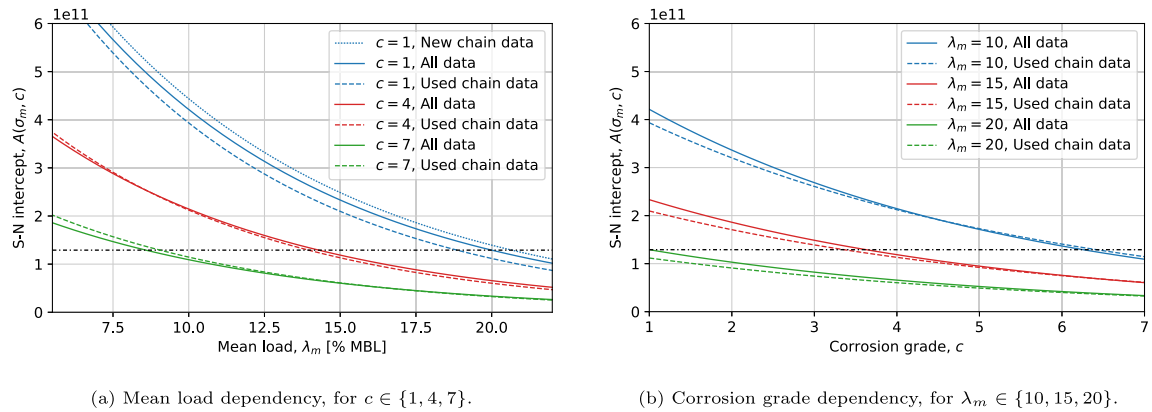 1e11
6
5
4
3
2
1
0
S-N intercept, A(σₘ, c)
7.5 10.0 12.5 15.0 17.5 20.0
Mean load, λₘ [% MBL]
c = 1, New chain data
c = 1, All data
c = 1, Used chain data
c = 4, All data
c = 4, Used chain data
c = 7, All data
c = 7, Used chain data
(a) Mean load dependency, for c ∈ {1, 4, 7}.
1e11
6
5
4
3
2
1
0
S-N intercept, A(σₘ, c)
1 2 3 4 5 6 7
Corrosion grade, c
λₘ = 10, All data
λₘ = 10, Used chain data
λₘ = 15, All data
λₘ = 15, Used chain data
λₘ = 20, All data
λₘ = 20, Used chain data
(b) Corrosion grade dependency, for λₘ ∈ {10, 15, 20}.